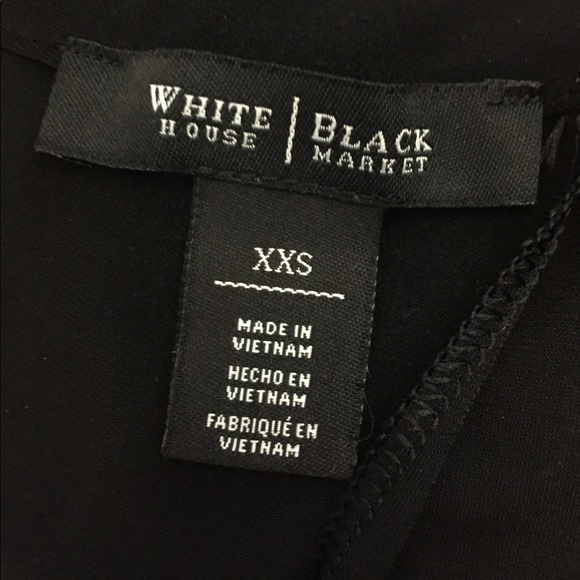 WHITE | BLACK
HOUSE | MARKET
XXS
MADE IN
VIETNAM
HECHO EN
VIETNAM
FABRIQUÉ EN
VIETNAM